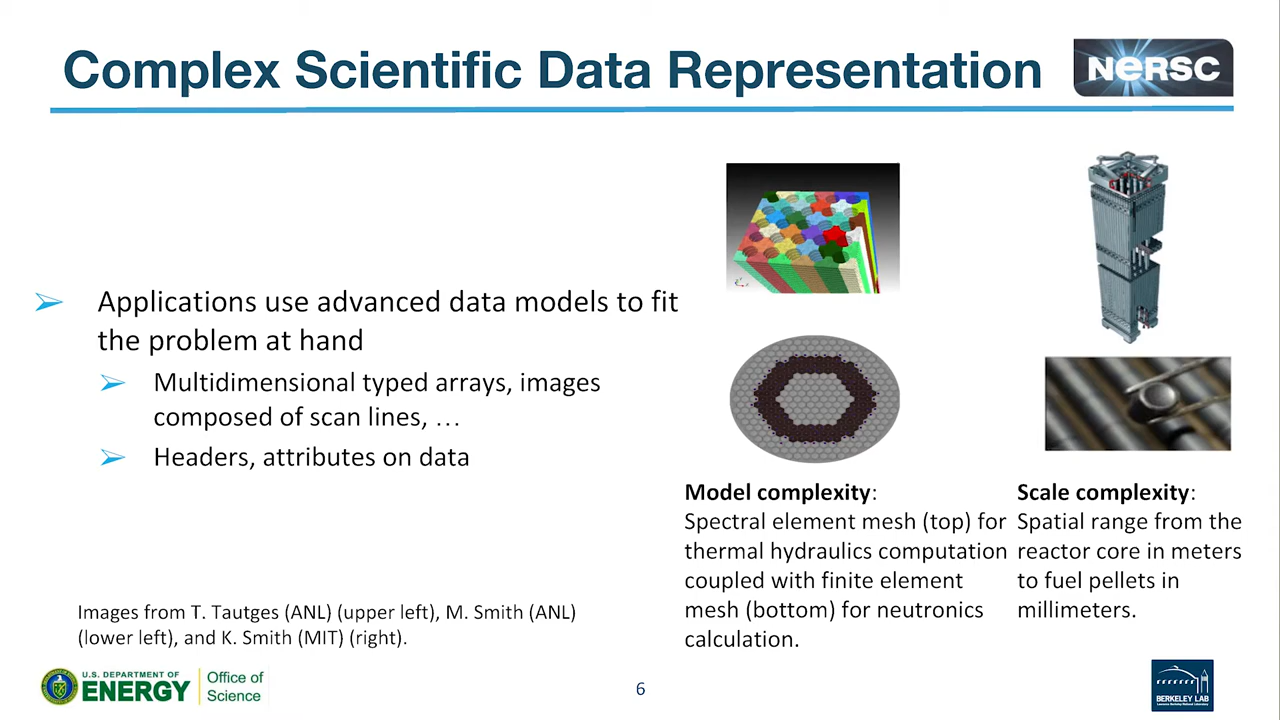 Complex Scientific Data Representation
NERSC
➢ Applications use advanced data models to fit
the problem at hand
➢ Multidimensional typed arrays, images
composed of scan lines, …
➢ Headers, attributes on data
Model complexity:
Spectral element mesh (top) for
thermal hydraulics computation
coupled with finite element
mesh (bottom) for neutronics
calculation.
Scale complexity:
Spatial range from the
reactor core in meters
to fuel pellets in
millimeters.
Images from T. Tautges (ANL) (upper left), M. Smith (ANL)
(lower left), and K. Smith (MIT) (right).
U.S. DEPARTMENT OF
ENERGY
Office of
Science
6
BERKELEY LAB
Lawrence Berkeley National Laboratory